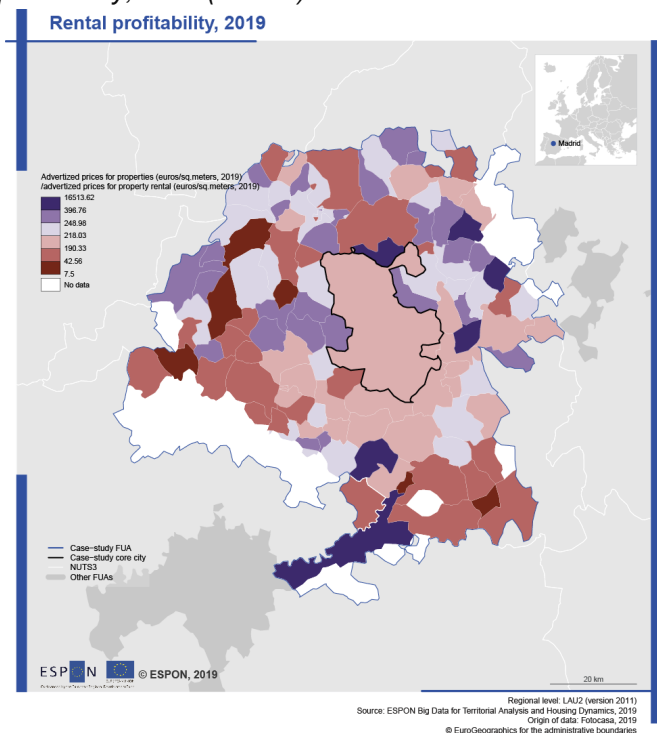 Rental profitability, 2019
Madrid
Advertized prices for properties (euros/sq.meters, 2019)
/advertized prices for property rental (euros/sq.meters, 2019)
16513.62
396.76
248.98
218.03
190.33
42.56
7.5
No data
Case-study FUA
Case-study core city
NUTS3
Other FUAs
ESPON
© ESPON, 2019
20 km
Regional level: LAU2 (version 2011)
Source: ESPON Big Data for Territorial Analysis and Housing Dynamics, 2019
Origin of data: Fotocasa, 2019
© EuroGeographics for the administrative boundaries